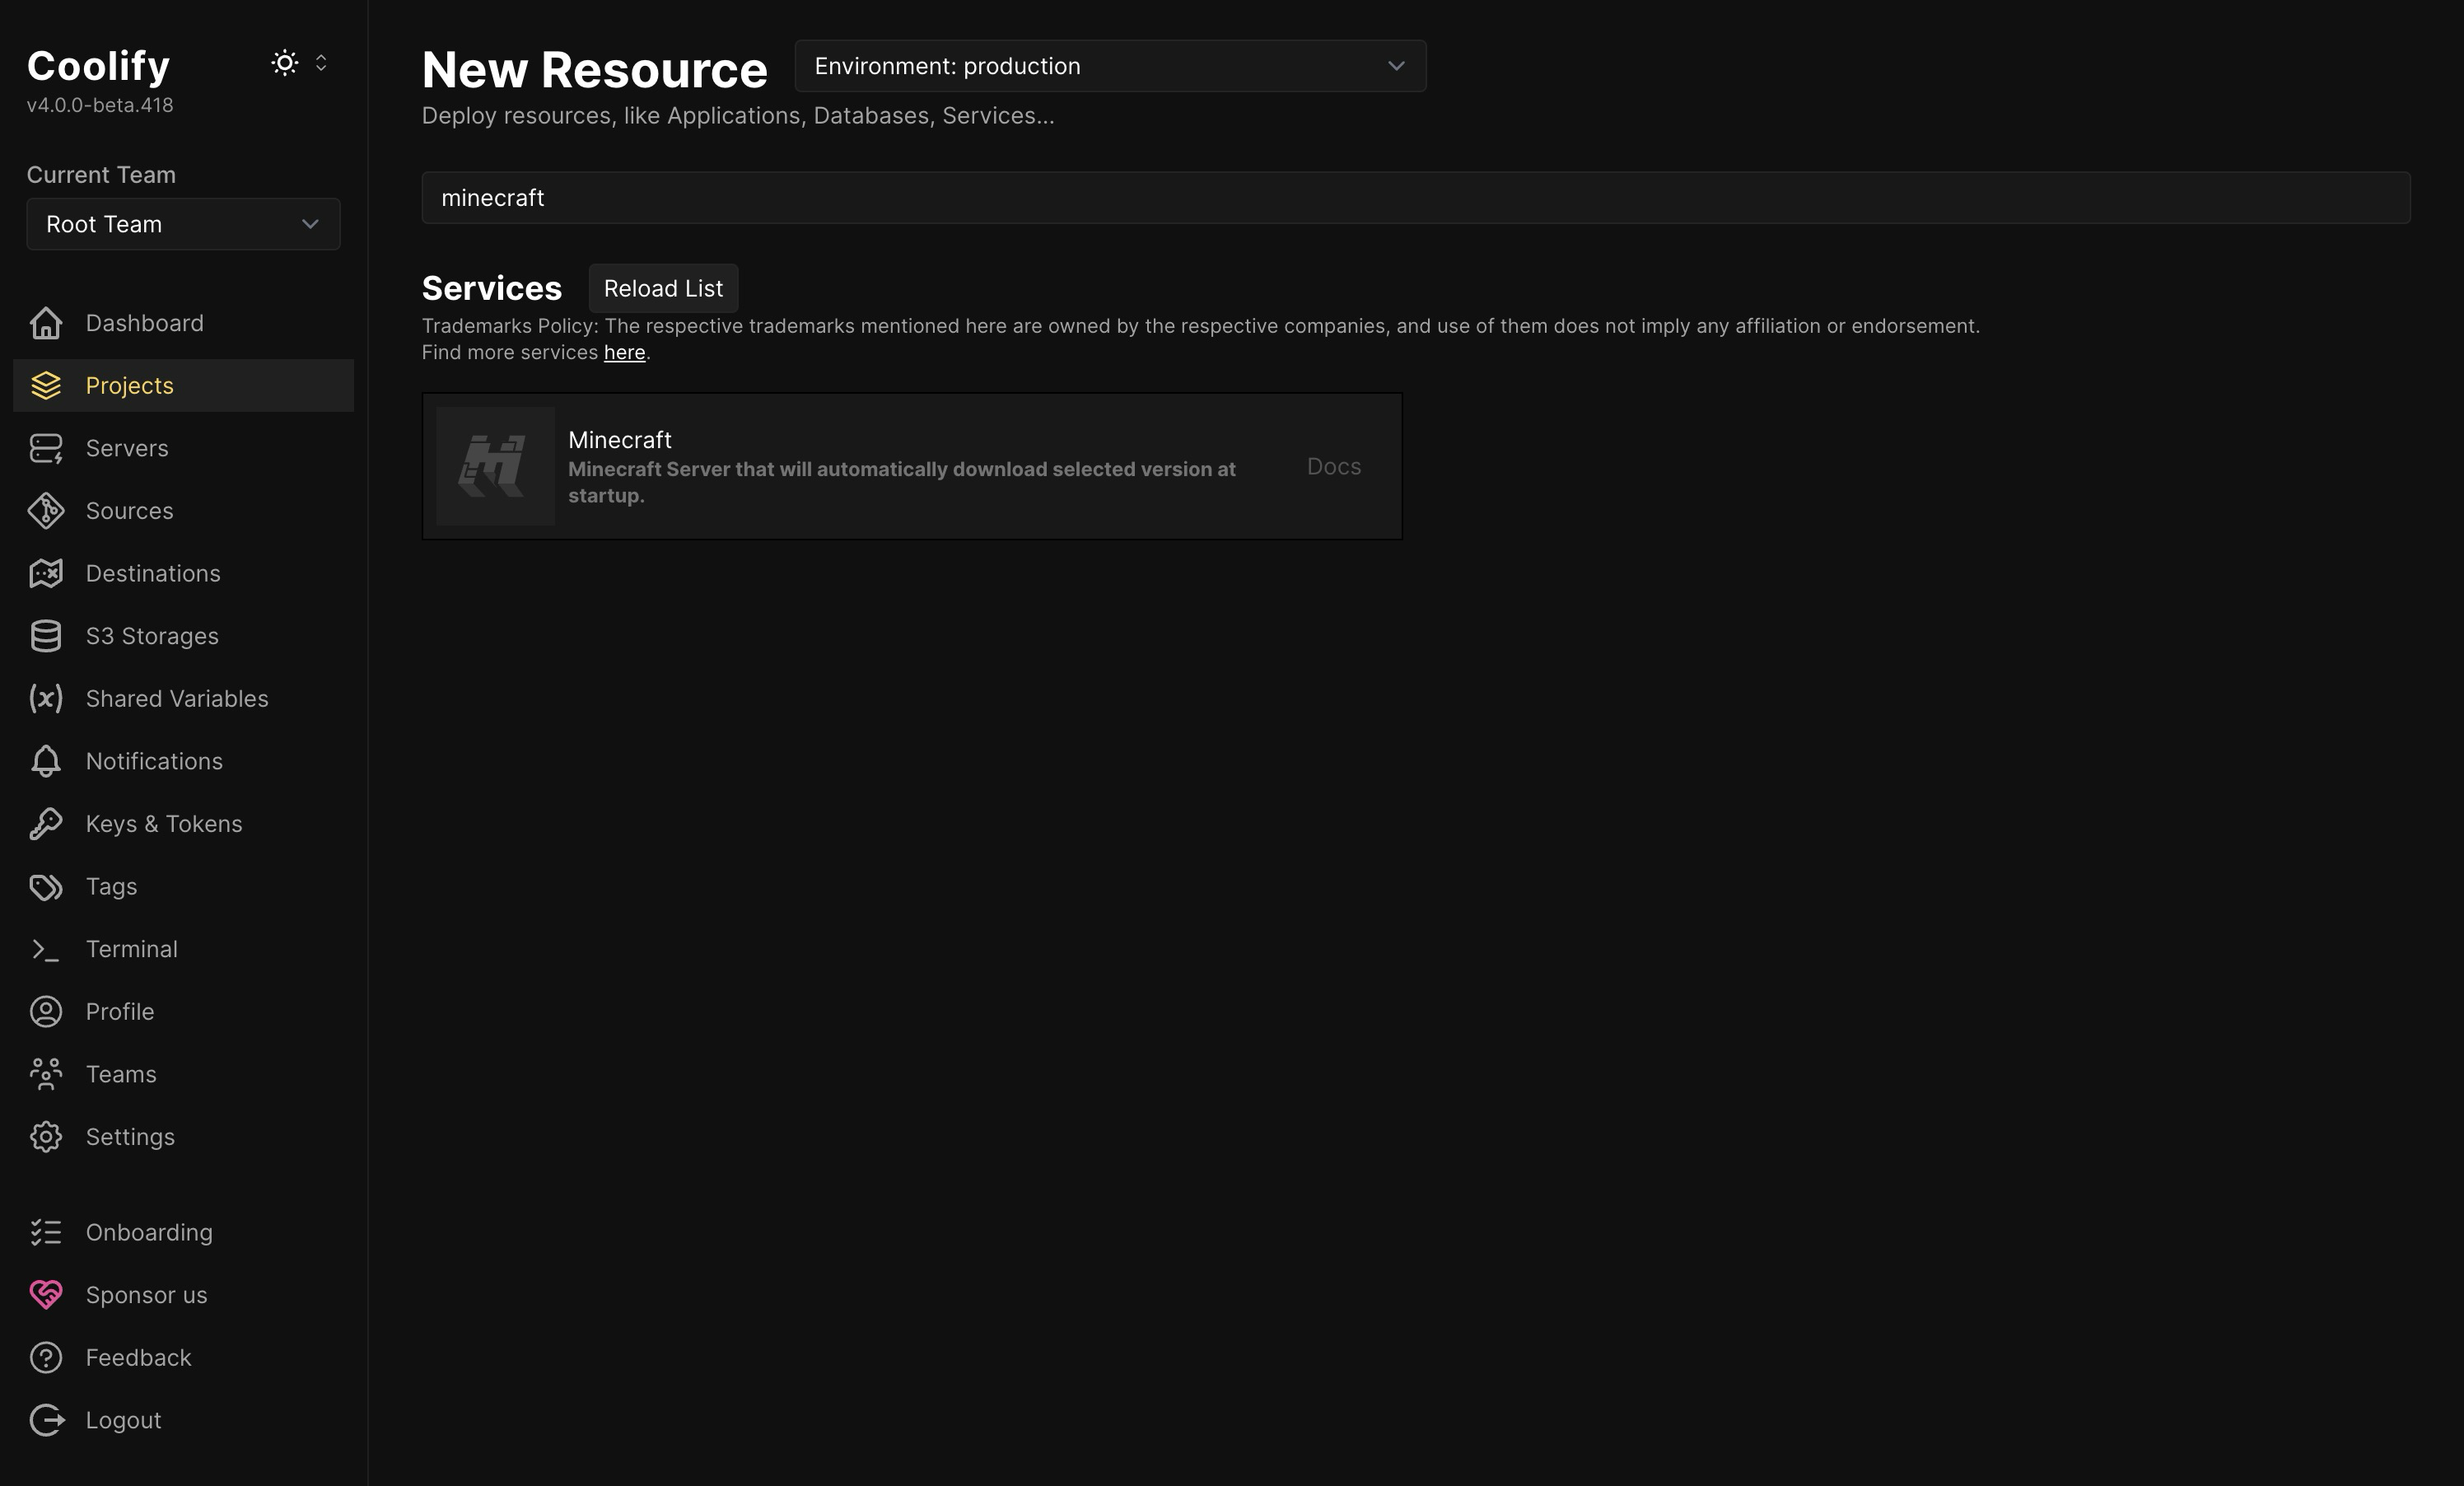 Coolify
v4.0.0-beta.418
Current Team
Root Team
Dashboard
Projects
Servers
Sources
Destinations
S3 Storages
Shared Variables
Notifications
Keys & Tokens
Tags
Terminal
Profile
Teams
Settings
Onboarding
Sponsor us
Feedback
Logout
New Resource
Environment: production
Deploy resources, like Applications, Databases, Services...
minecraft
Services
Reload List
Trademarks Policy: The respective trademarks mentioned here are owned by the respective companies, and use of them does not imply any affiliation or endorsement.
Find more services here.
Minecraft
Minecraft Server that will automatically download selected version at
startup.
Docs